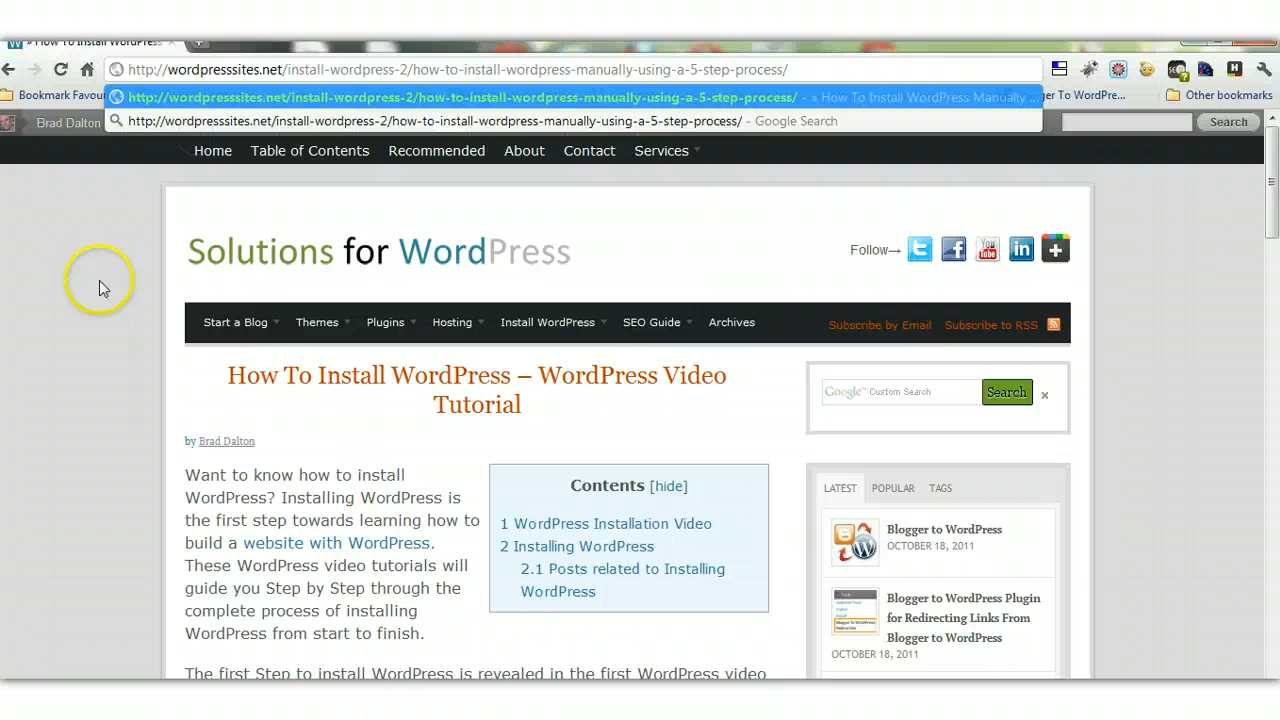 » How To Install WordPress
http://wordpresssites.net/install-wordpress-2/how-to-install-wordpress-manually-using-a-5-step-process/
Bookmark Favou
http://wordpresssites.net/install-wordpress-2/how-to-install-wordpress-manually-using-a-5-step-process/ - » How To Install WordPress Manually ...
ger To WordPre...
Other bookmarks
Brad Dalton
http://wordpresssites.net/install-wordpress-2/how-to-install-wordpress-manually-using-a-5-step-process/ - Google Search
Search
Home Table of Contents Recommended About Contact Services
Solutions for WordPress
Follow→
Start a Blog Themes Plugins Hosting Install WordPress SEO Guide Archives
Subscribe by Email Subscribe to RSS
How To Install WordPress – WordPress Video
Tutorial
by Brad Dalton
Google™ Custom Search
Search
x
Want to know how to install
WordPress? Installing WordPress is
the first step towards learning how to
build a website with WordPress.
These WordPress video tutorials will
guide you Step by Step through the
complete process of installing
WordPress from start to finish.
Contents [hide]
1 WordPress Installation Video
2 Installing WordPress
2.1 Posts related to Installing
WordPress
The first Step to install WordPress is revealed in the first WordPress video
LATEST POPULAR TAGS
Blogger to WordPress
OCTOBER 18, 2011
Blogger to WordPress Plugin
for Redirecting Links From
Blogger to WordPress
OCTOBER 18, 2011